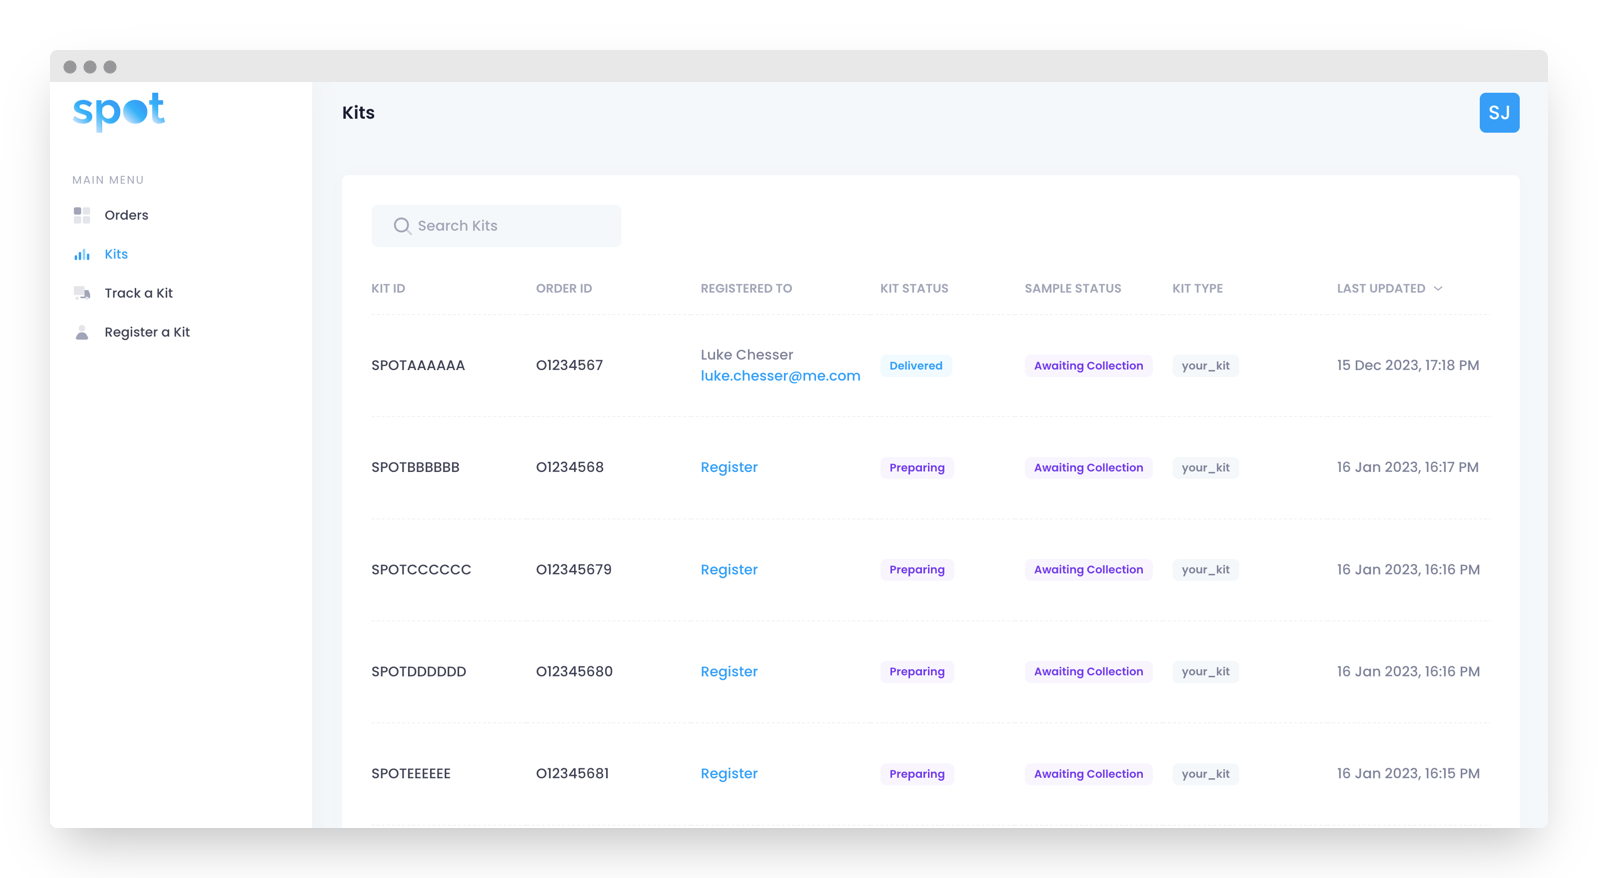 spot
Kits
SJ
MAIN MENU
Orders
Kits
Track a Kit
Register a Kit
Search Kits
KIT ID ORDER ID REGISTERED TO KIT STATUS SAMPLE STATUS KIT TYPE LAST UPDATED
SPOTAAAAAA O1234567 Luke Chesser Delivered Awaiting Collection your_kit 15 Dec 2023, 17:18 PM
luke.chesser@me.com
SPOTBBBBBB O1234568 Register Preparing Awaiting Collection your_kit 16 Jan 2023, 16:17 PM
SPOTCCCCCC O12345679 Register Preparing Awaiting Collection your_kit 16 Jan 2023, 16:16 PM
SPOTDDDDDD O12345680 Register Preparing Awaiting Collection your_kit 16 Jan 2023, 16:16 PM
SPOTEEEEEE O12345681 Register Preparing Awaiting Collection your_kit 16 Jan 2023, 16:15 PM